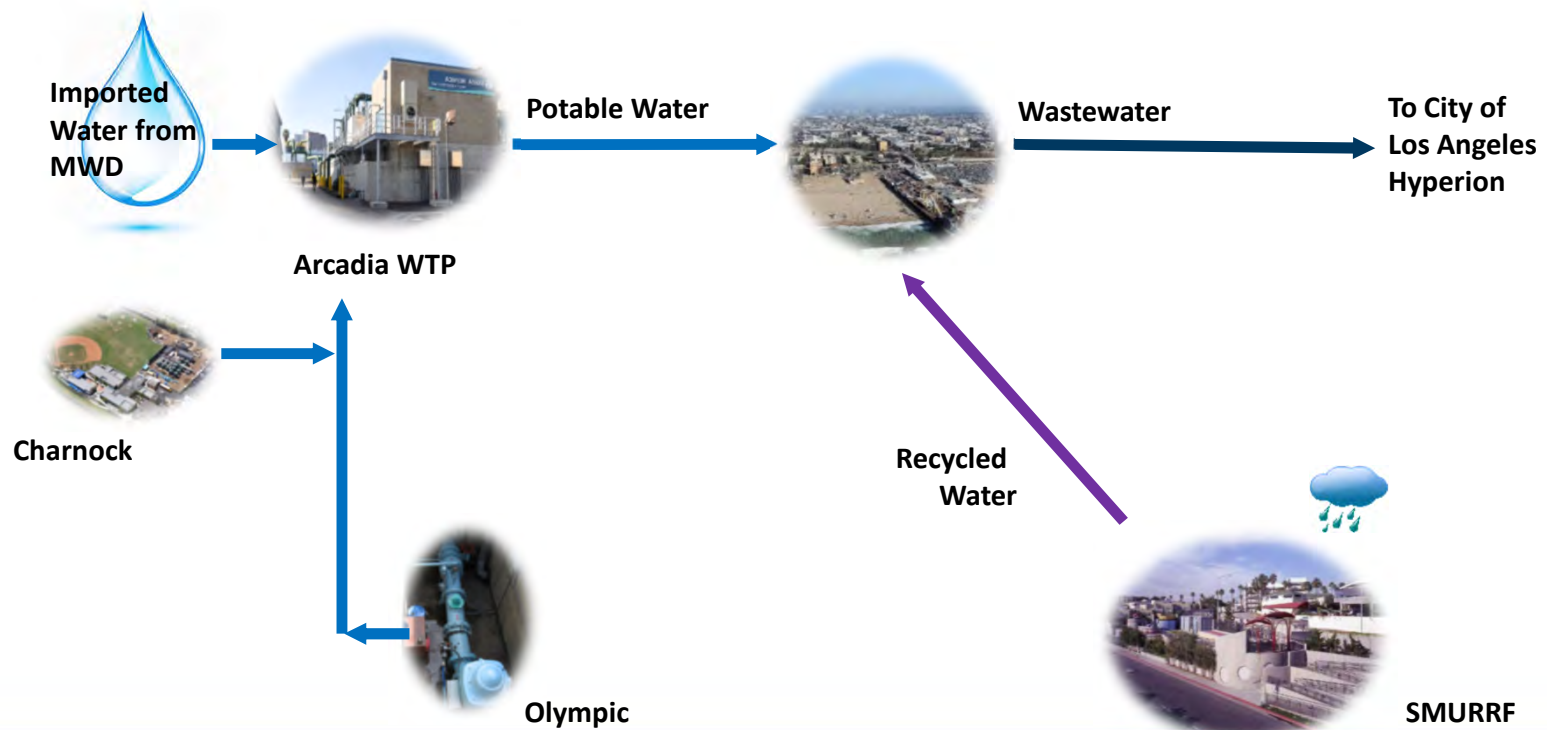 Imported
Water from
MWD
Potable Water
Wastewater
To City of
Los Angeles
Hyperion
Arcadia WTP
Charnock
Recycled
Water
Olympic
SMURRF